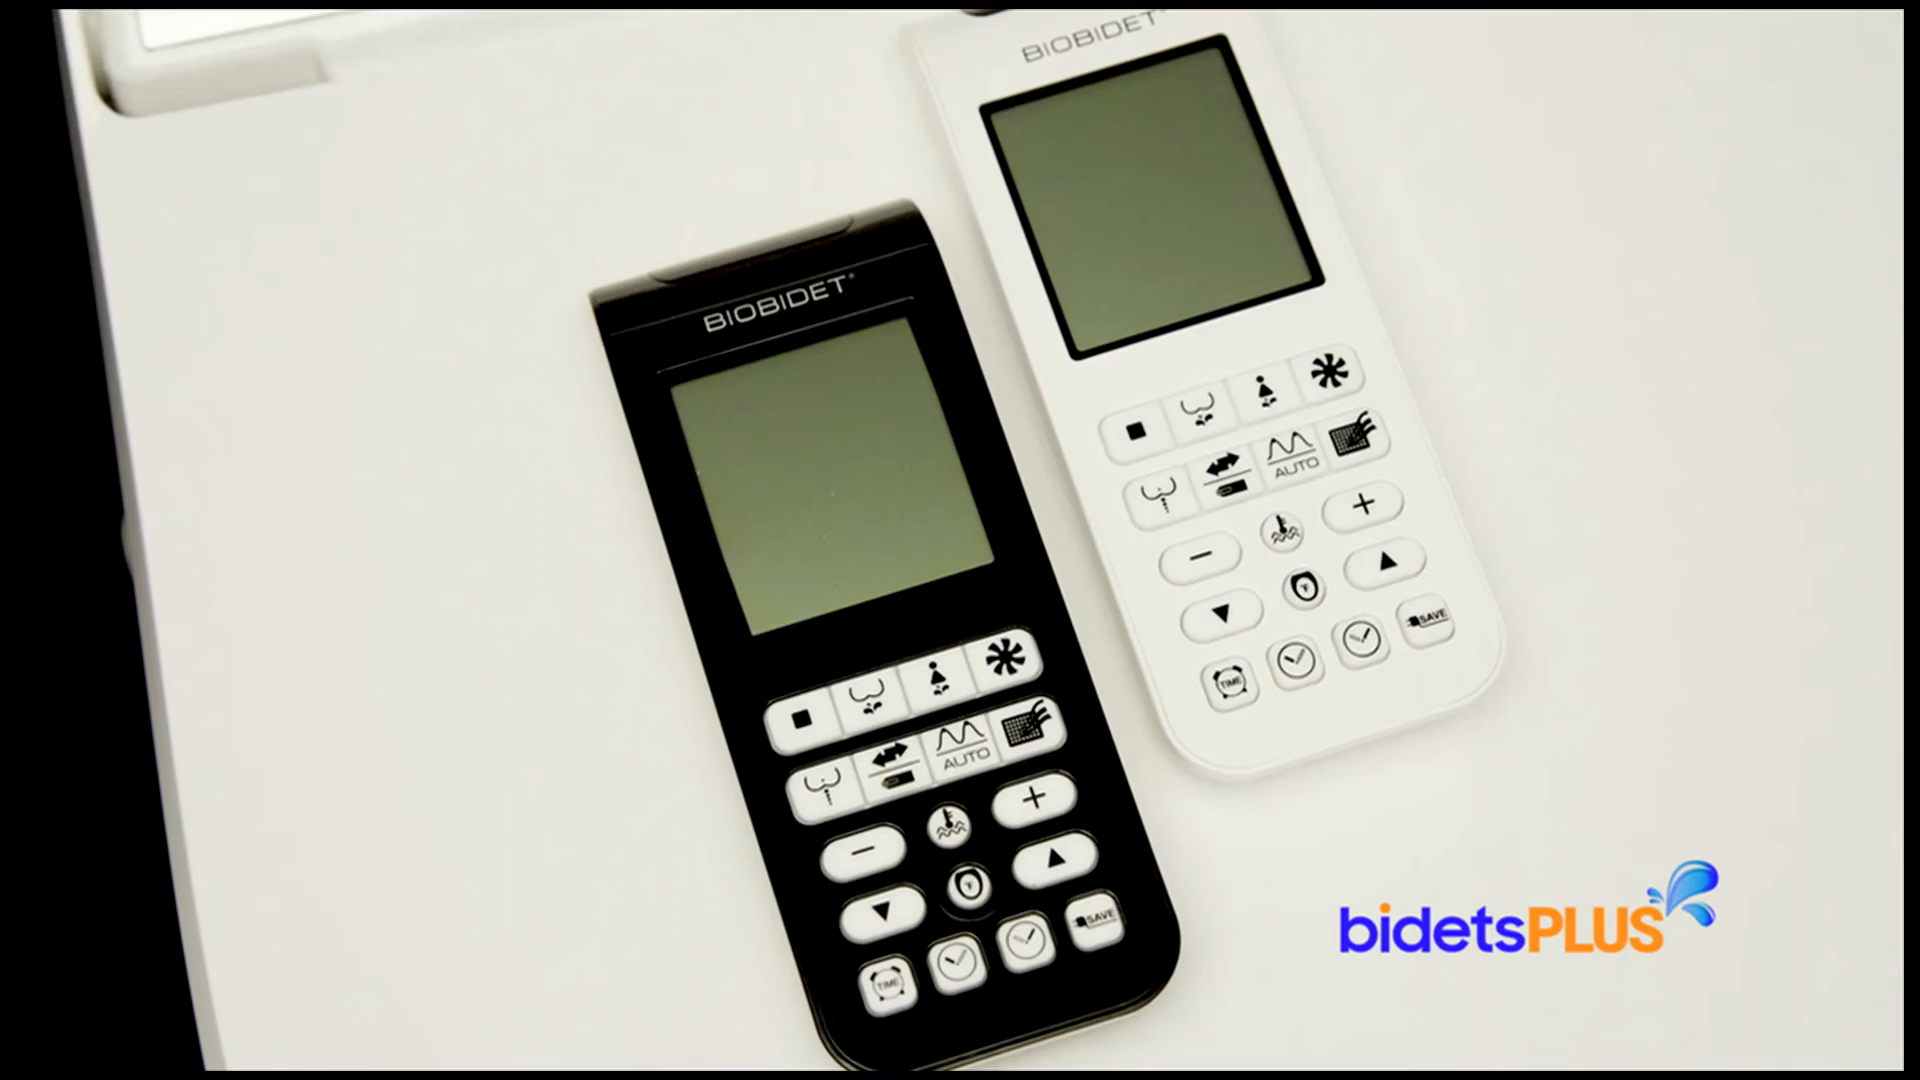 BIOBIDET
AUTO
SAVE
TIME
BIOBIDET®
AUTO
SAVE
TIME
bidetsPLUS